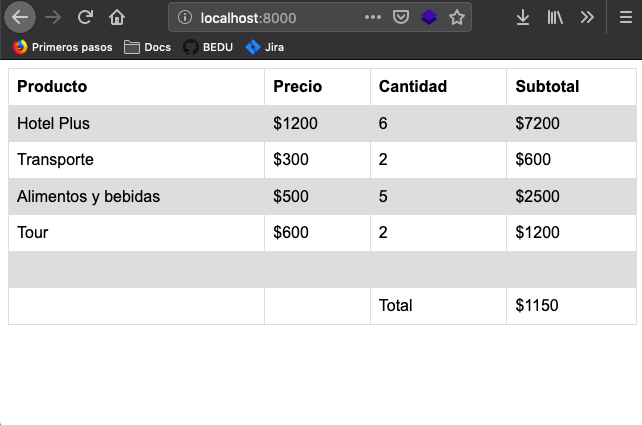 localhost:8000
Primeros pasos Docs BEDU Jira
Producto Precio Cantidad Subtotal
Hotel Plus $1200 6 $7200
Transporte $300 2 $600
Alimentos y bebidas $500 5 $2500
Tour $600 2 $1200
Total $1150